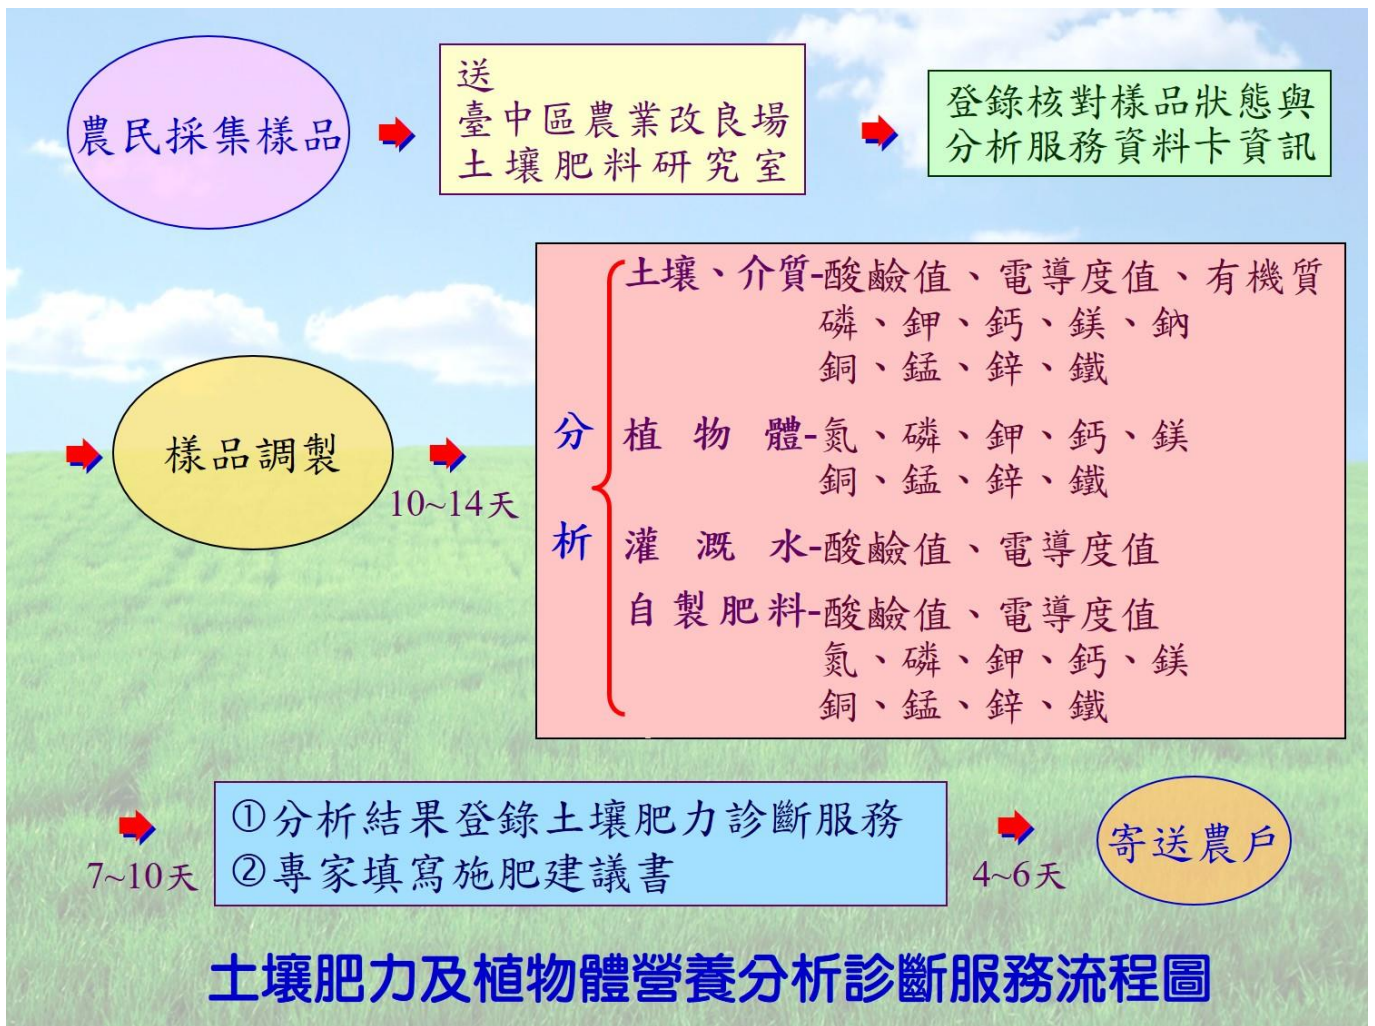 農民採集樣品
送
臺中區農業改良場
土壤肥料研究室
登錄核對樣品狀態與
分析服務資料卡資訊
樣品調製
10~14天
分析
土壤、介質-酸鹼值、電導度值、有機質
磷、鉀、鈣、鎂、鈉
銅、錳、鋅、鐵
植物體-氮、磷、鉀、鈣、鎂
銅、錳、鋅、鐵
灌溉水-酸鹼值、電導度值
自製肥料-酸鹼值、電導度值
氮、磷、鉀、鈣、鎂
銅、錳、鋅、鐵
7~10天
①分析結果登錄土壤肥力診斷服務
②專家填寫施肥建議書
4~6天
寄送農戶
土壤肥力及植物體營養分析診斷服務流程圖